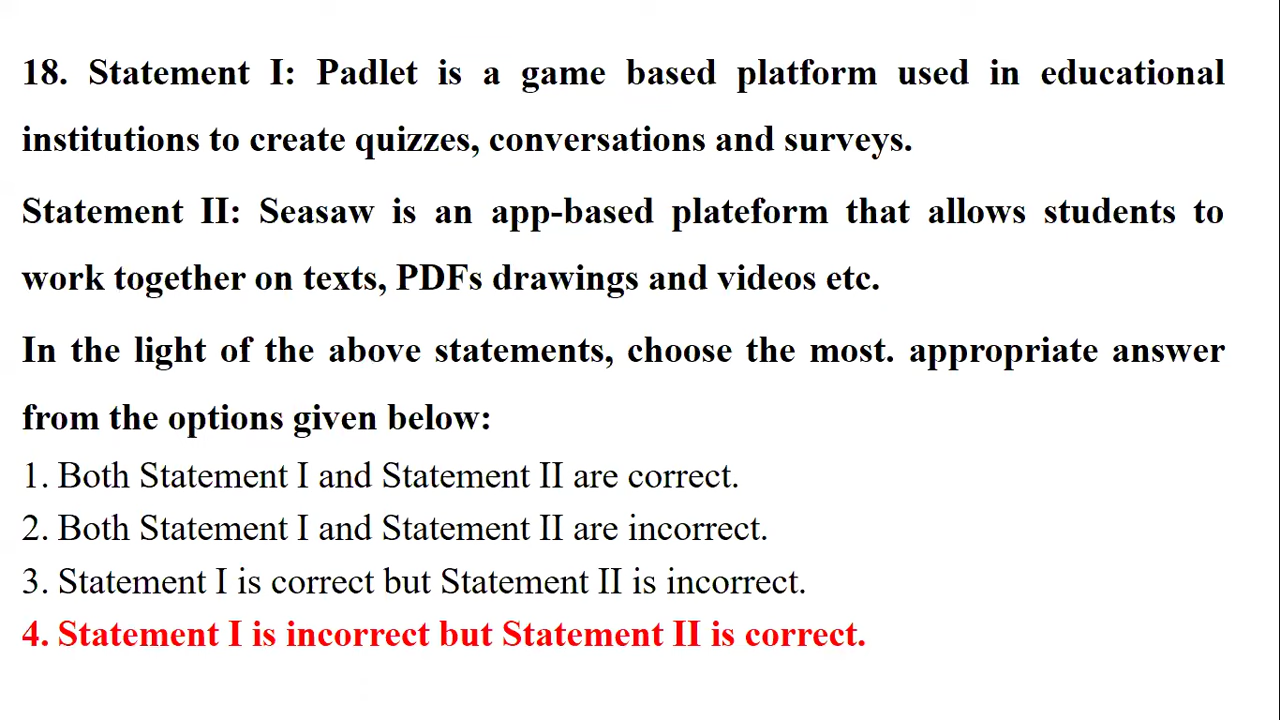 18. Statement I: Padlet is a game based platform used in educational
institutions to create quizzes, conversations and surveys.
Statement II: Seasaw is an app-based plateform that allows students to
work together on texts, PDFs drawings and videos etc.
In the light of the above statements, choose the most. appropriate answer
from the options given below:
1. Both Statement I and Statement II are correct.
2. Both Statement I and Statement II are incorrect.
3. Statement I is correct but Statement II is incorrect.
4. Statement I is incorrect but Statement II is correct.